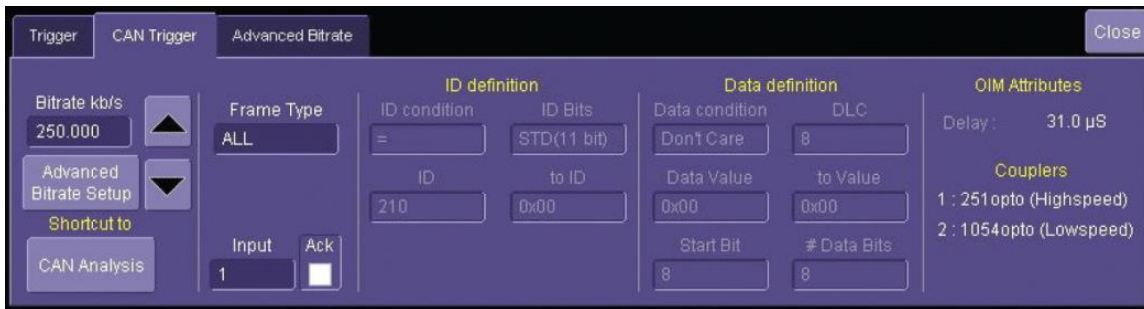 Trigger
CAN Trigger
Advanced Bitrate
Close
Bitrate kb/s
250.000
Advanced
Bitrate Setup
Shortcut to
CAN Analysis
Frame Type
ALL
Input
Ack
1
ID definition
ID condition
ID Bits
=
STD(11 bit)
ID
to ID
210
0x00
Data definition
Data condition
DLC
Don't Care
8
Data Value
to Value
0x00
0x00
Start Bit
# Data Bits
8
8
OIM Attributes
Delay :
31.0 µS
Couplers
1 : 251opto (Highspeed)
2 : 1054opto (Lowspeed)